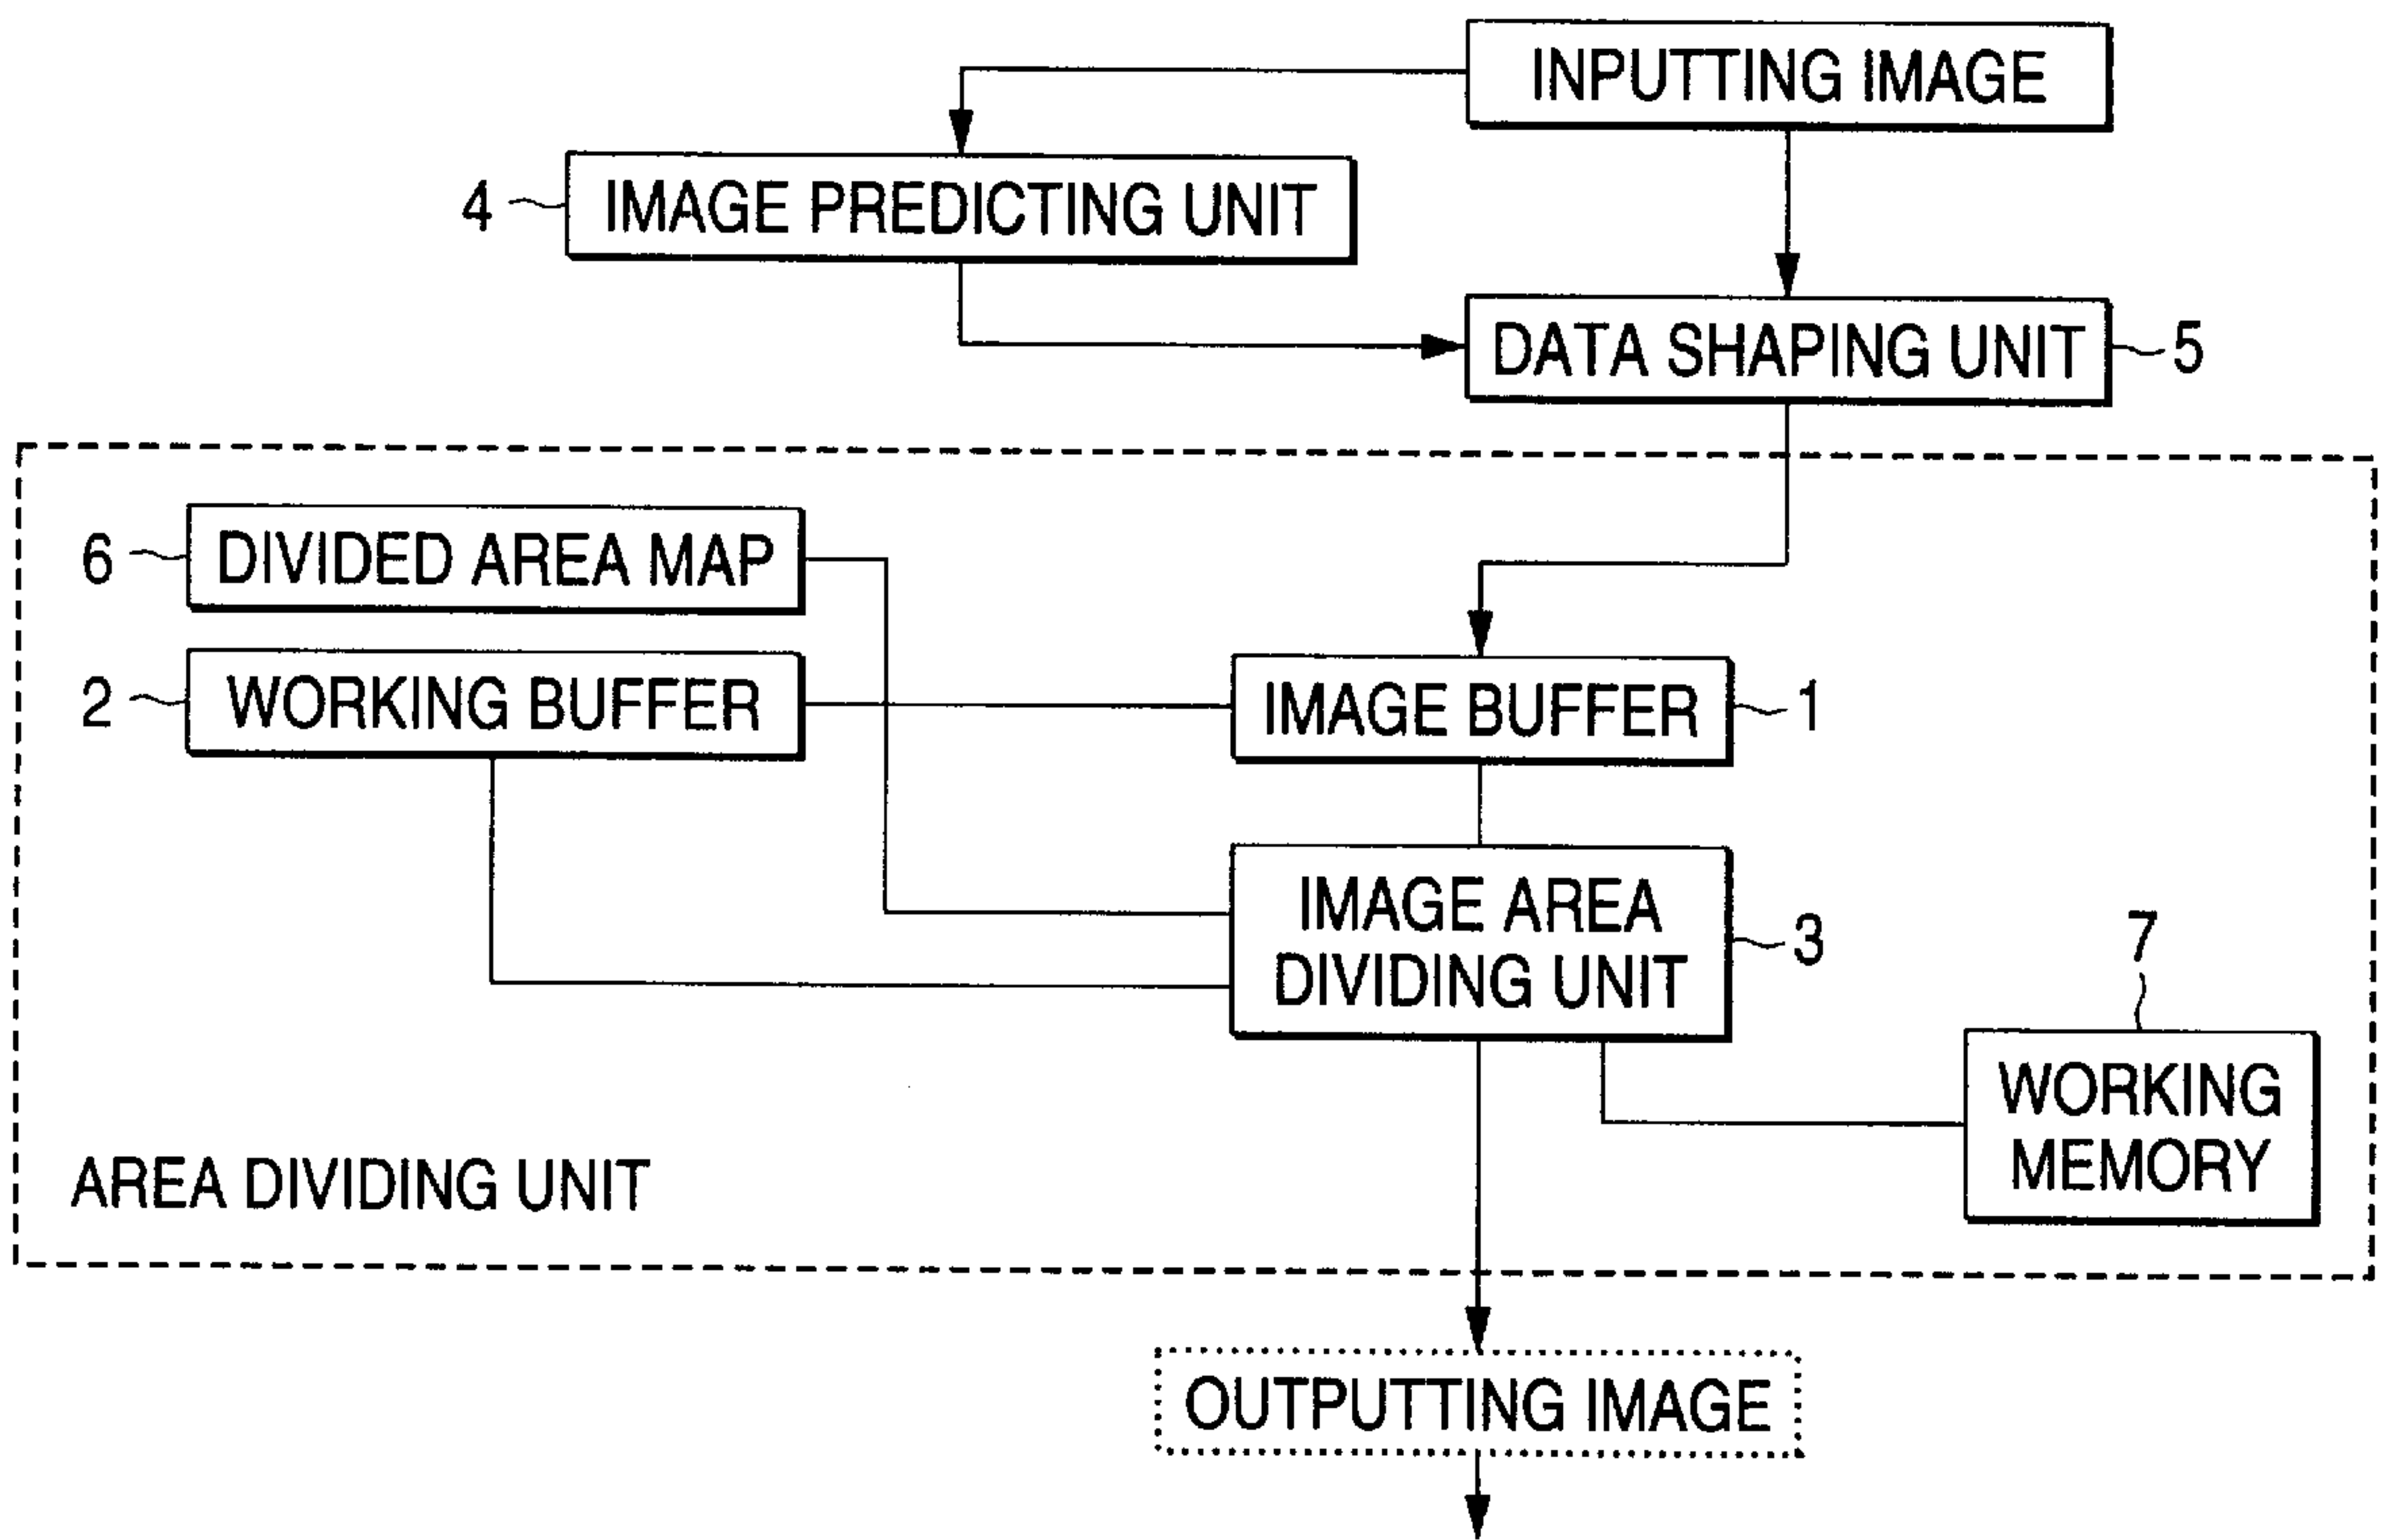 INPUTTING IMAGE
4 IMAGE PREDICTING UNIT
DATA SHAPING UNIT 5
6 DIVIDED AREA MAP
2 WORKING BUFFER
IMAGE BUFFER 1
IMAGE AREA
DIVIDING UNIT
3
7
WORKING
MEMORY
AREA DIVIDING UNIT
OUTPUTTING IMAGE